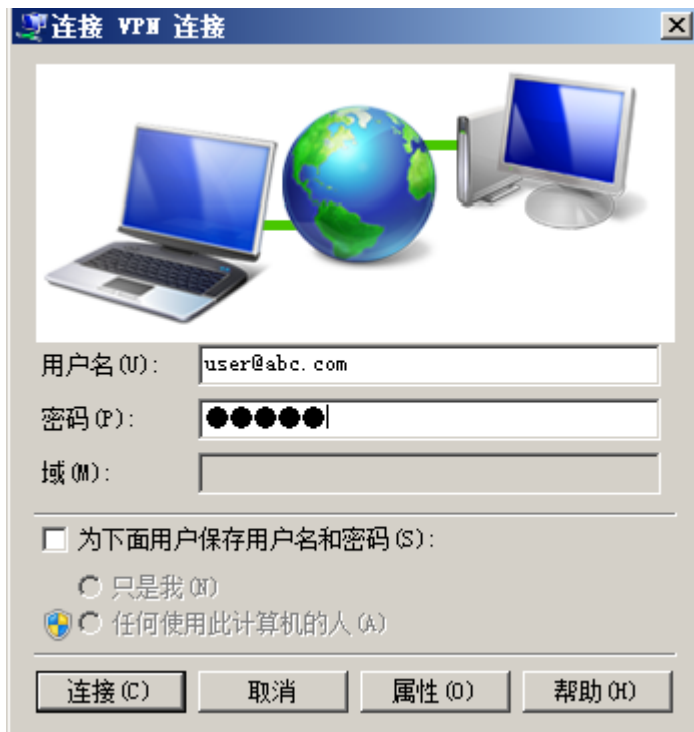 连接 VPN 连接
用户名(U):
user@abc.com
密码(P):
●●●●●
域(M):
为下面用户保存用户名和密码(S):
只是我(N)
任何使用此计算机的人(A)
连接(C)
取消
属性(O)
帮助(H)